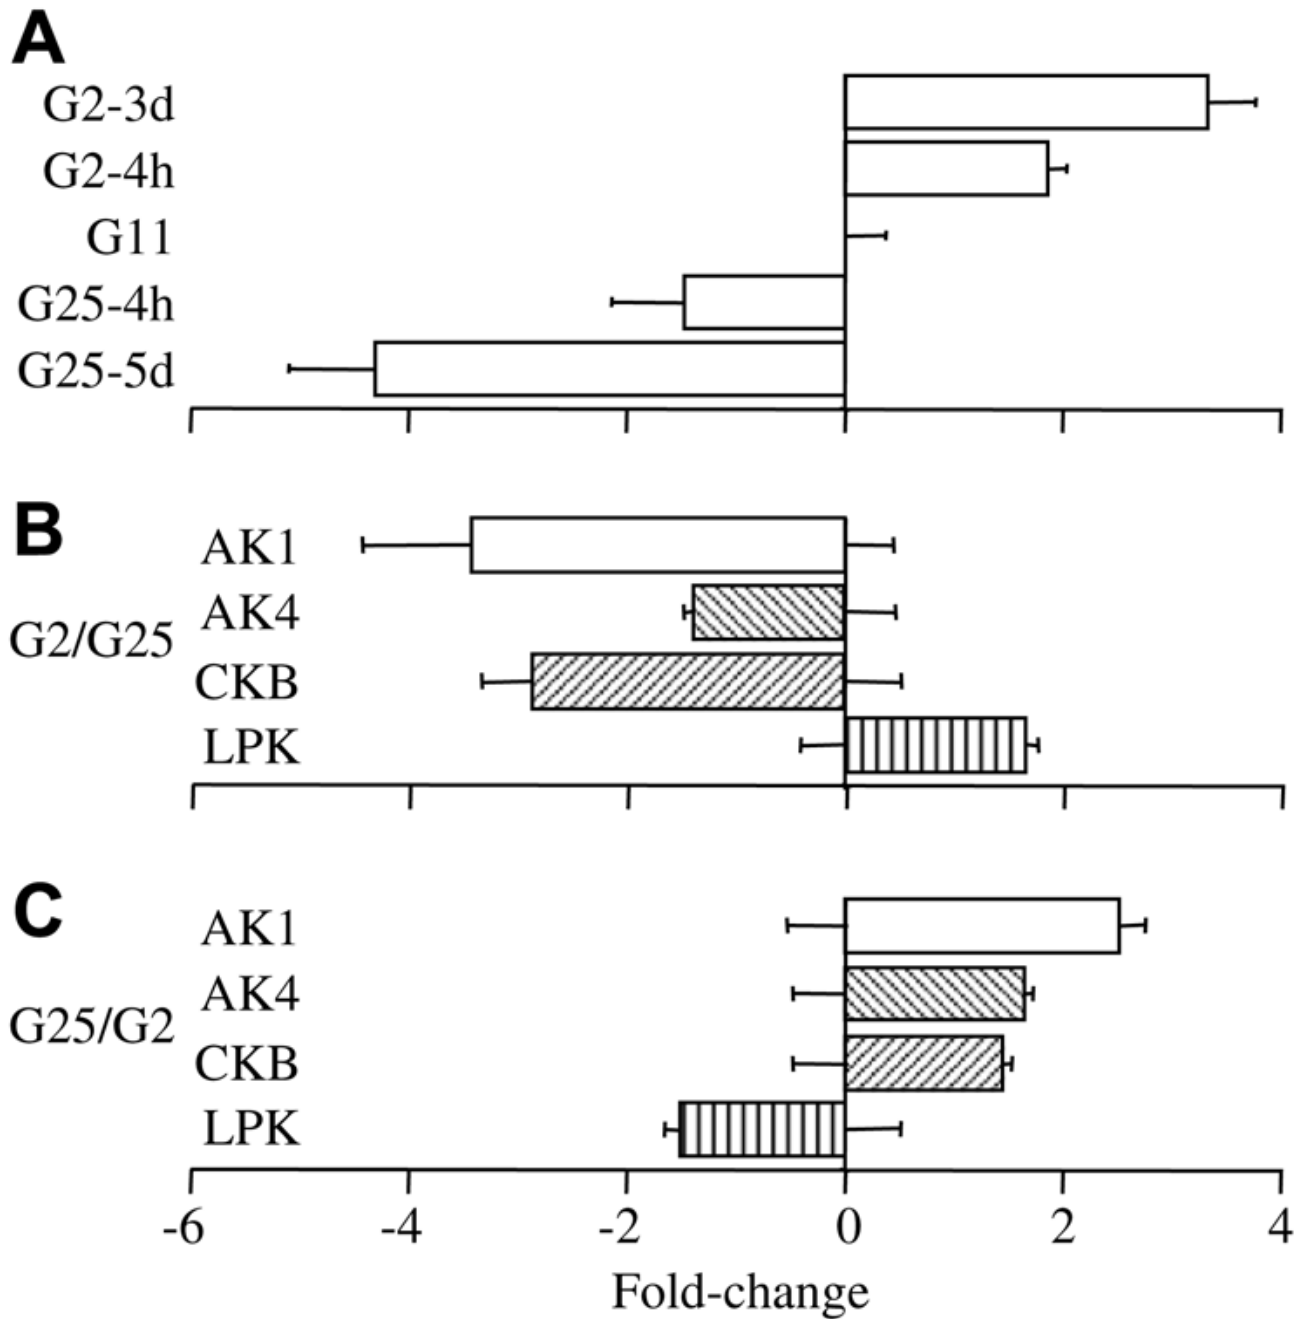 A
G2-3d
G2-4h
G11
G25-4h
G25-5d
B
AK1
AK4
G2/G25
CKB
LPK
C
AK1
AK4
G25/G2
CKB
LPK
-6 -4 -2 0 2 4
Fold-change